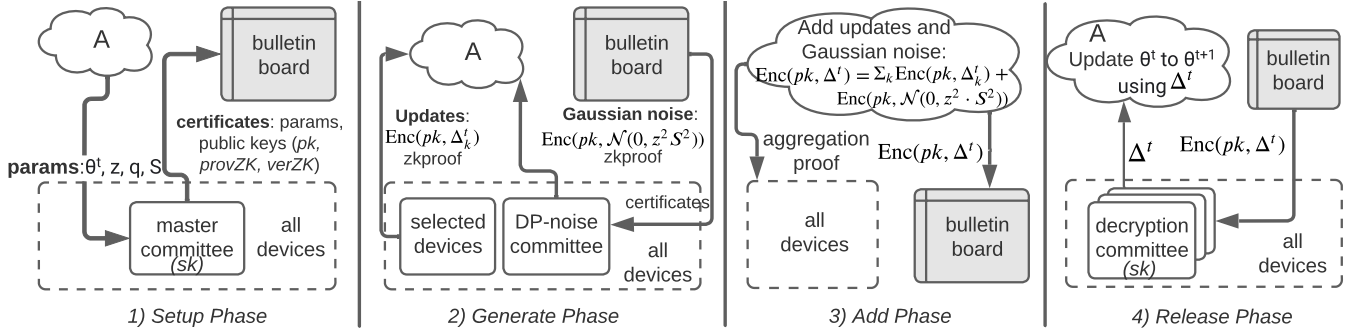 A
bulletin
board
certificates: params,
public keys (pk,
provZK, verZK)
params:θᵗ, z, q, S
master
committee
(sk)
all
devices
1) Setup Phase
A
bulletin
board
Updates:
Enc(pk, Δₖᵗ)
zkproof
Gaussian noise:
Enc(pk, 𝒩(0, z²S²))
zkproof
certificates
selected
devices
DP-noise
committee
all
devices
2) Generate Phase
Add updates and
Gaussian noise:
Enc(pk, Δᵗ) = Σₖ Enc(pk, Δₖᵗ) +
Enc(pk, 𝒩(0, z² · S²))
aggregation
proof
Enc(pk, Δᵗ)
all
devices
bulletin
board
3) Add Phase
A
Update θᵗ to θᵗ⁺¹
using Δᵗ
bulletin
board
Δᵗ
Enc(pk, Δᵗ)
decryption
committee
(sk)
all
devices
4) Release Phase